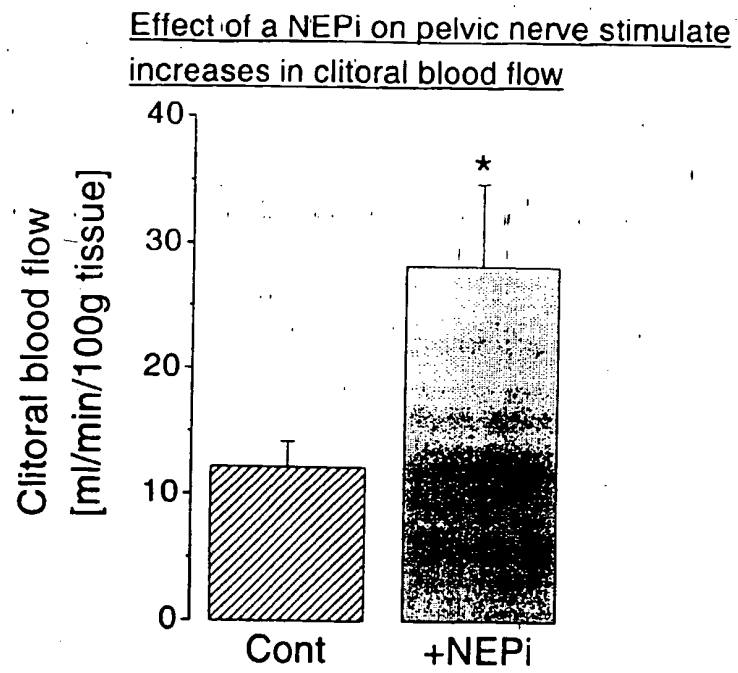 Effect of a NEPi on pelvic nerve stimulate
increases in clitoral blood flow
Clitoral blood flow
[ml/min/100g tissue]
40
30
20
10
0
*
Cont
+NEPi